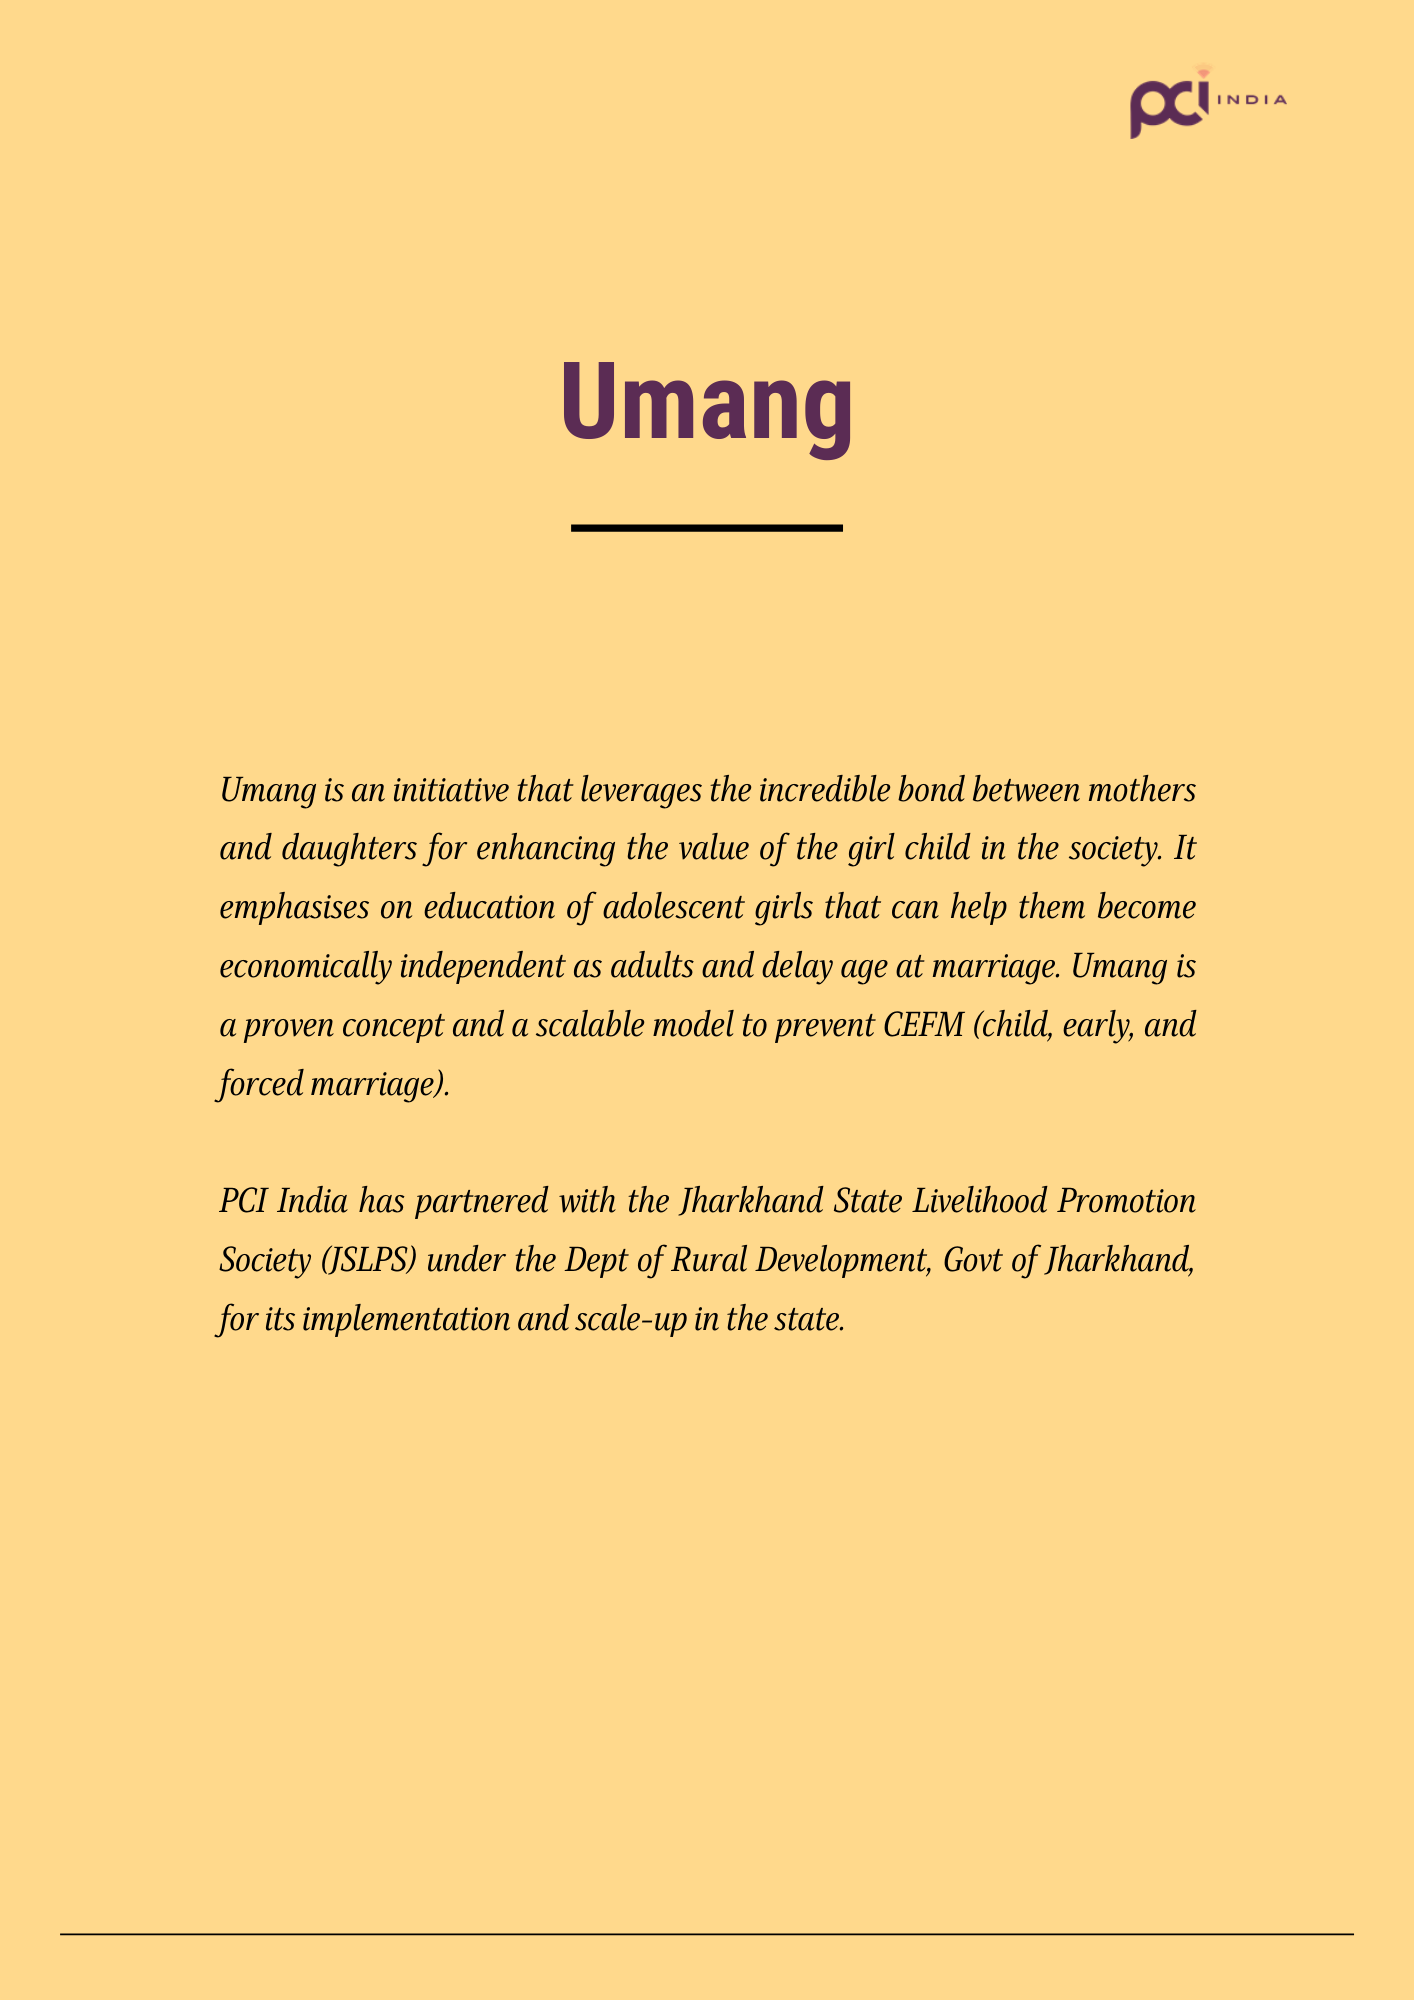 pci INDIA
Umang
Umang is an initiative that leverages the incredible bond between mothers
and daughters for enhancing the value of the girl child in the society. It
emphasises on education of adolescent girls that can help them become
economically independent as adults and delay age at marriage. Umang is
a proven concept and a scalable model to prevent CEFM (child, early, and
forced marriage).
PCI India has partnered with the Jharkhand State Livelihood Promotion
Society (JSLPS) under the Dept of Rural Development, Govt of Jharkhand,
for its implementation and scale-up in the state.